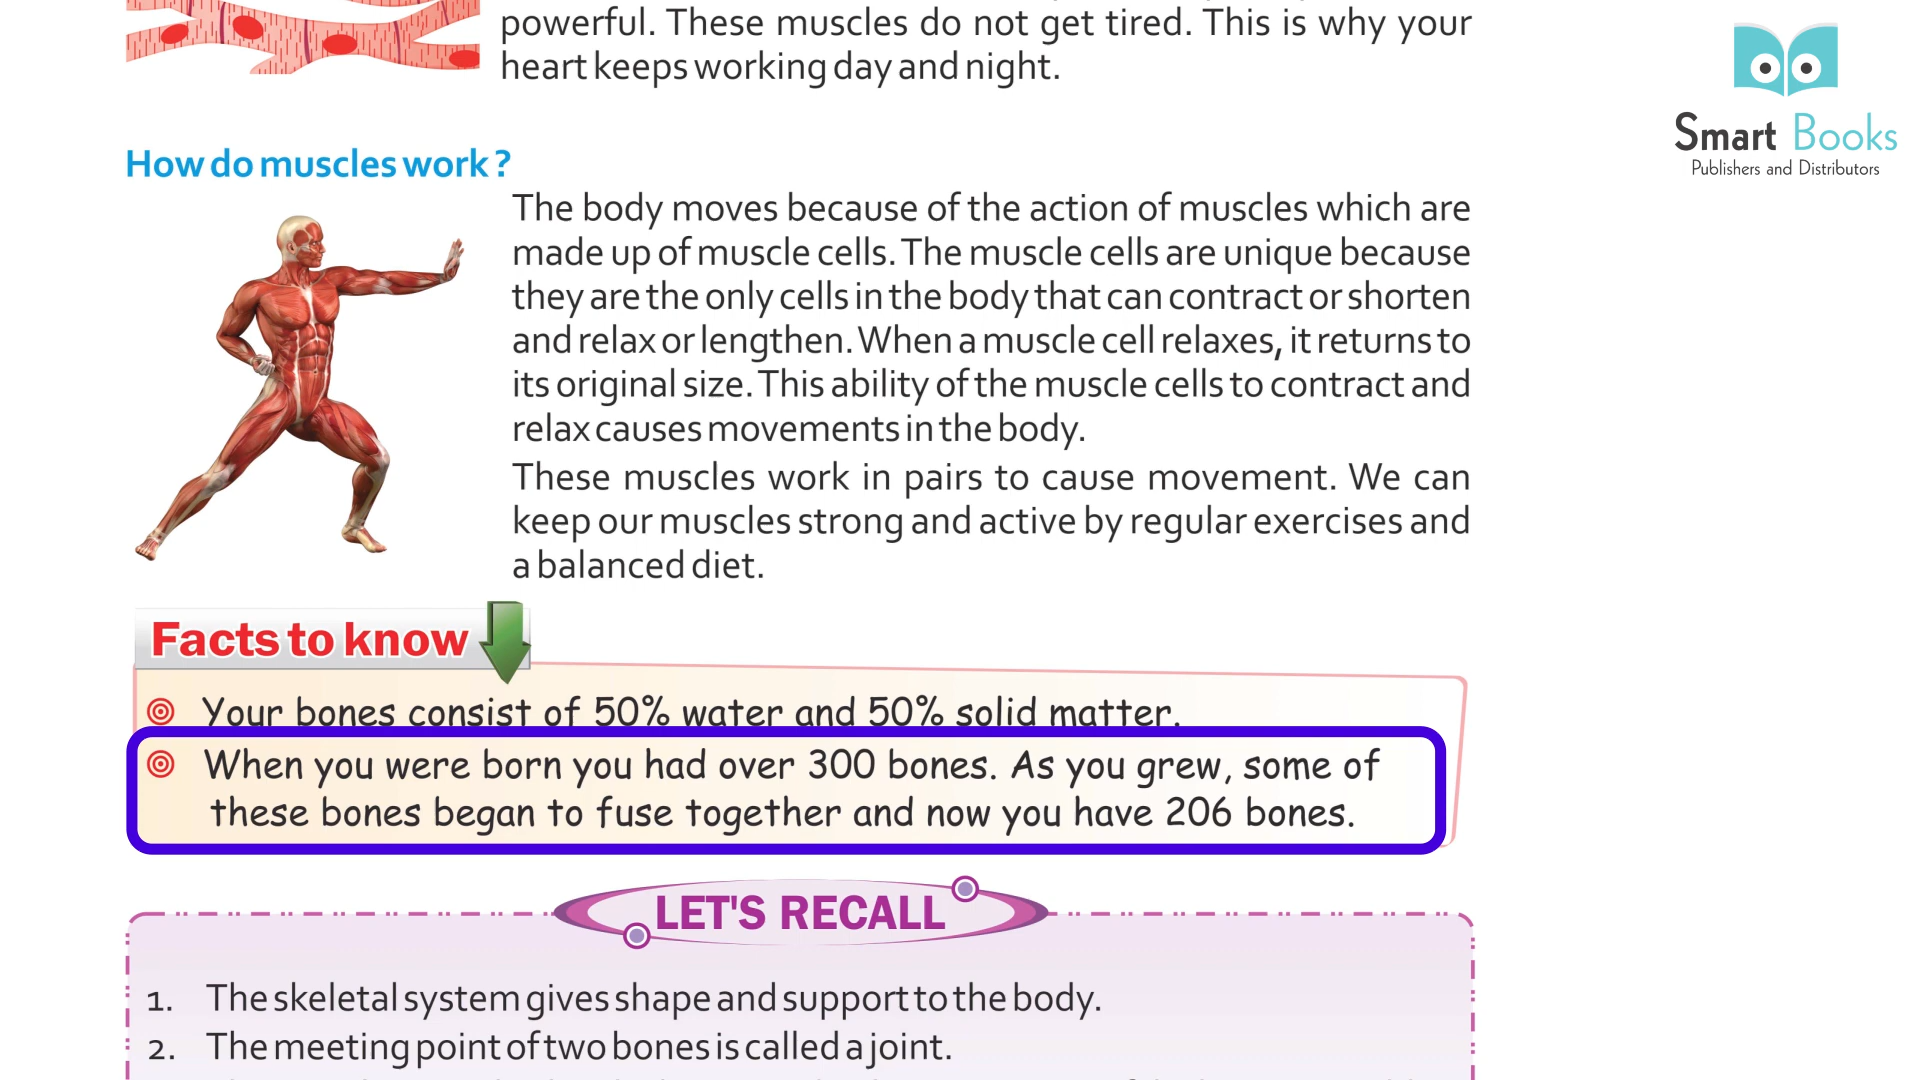 powerful. These muscles do not get tired. This is why your
heart keeps working day and night.
Smart Books
Publishers and Distributors
How do muscles work ?
The body moves because of the action of muscles which are
made up of muscle cells. The muscle cells are unique because
they are the only cells in the body that can contract or shorten
and relax or lengthen. When a muscle cell relaxes, it returns to
its original size. This ability of the muscle cells to contract and
relax causes movements in the body.
These muscles work in pairs to cause movement. We can
keep our muscles strong and active by regular exercises and
a balanced diet.
Facts to know
Your bones consist of 50% water and 50% solid matter.
When you were born you had over 300 bones. As you grew, some of
these bones began to fuse together and now you have 206 bones.
LET'S RECALL
1. The skeletal system gives shape and support to the body.
2. The meeting point of two bones is called a joint.